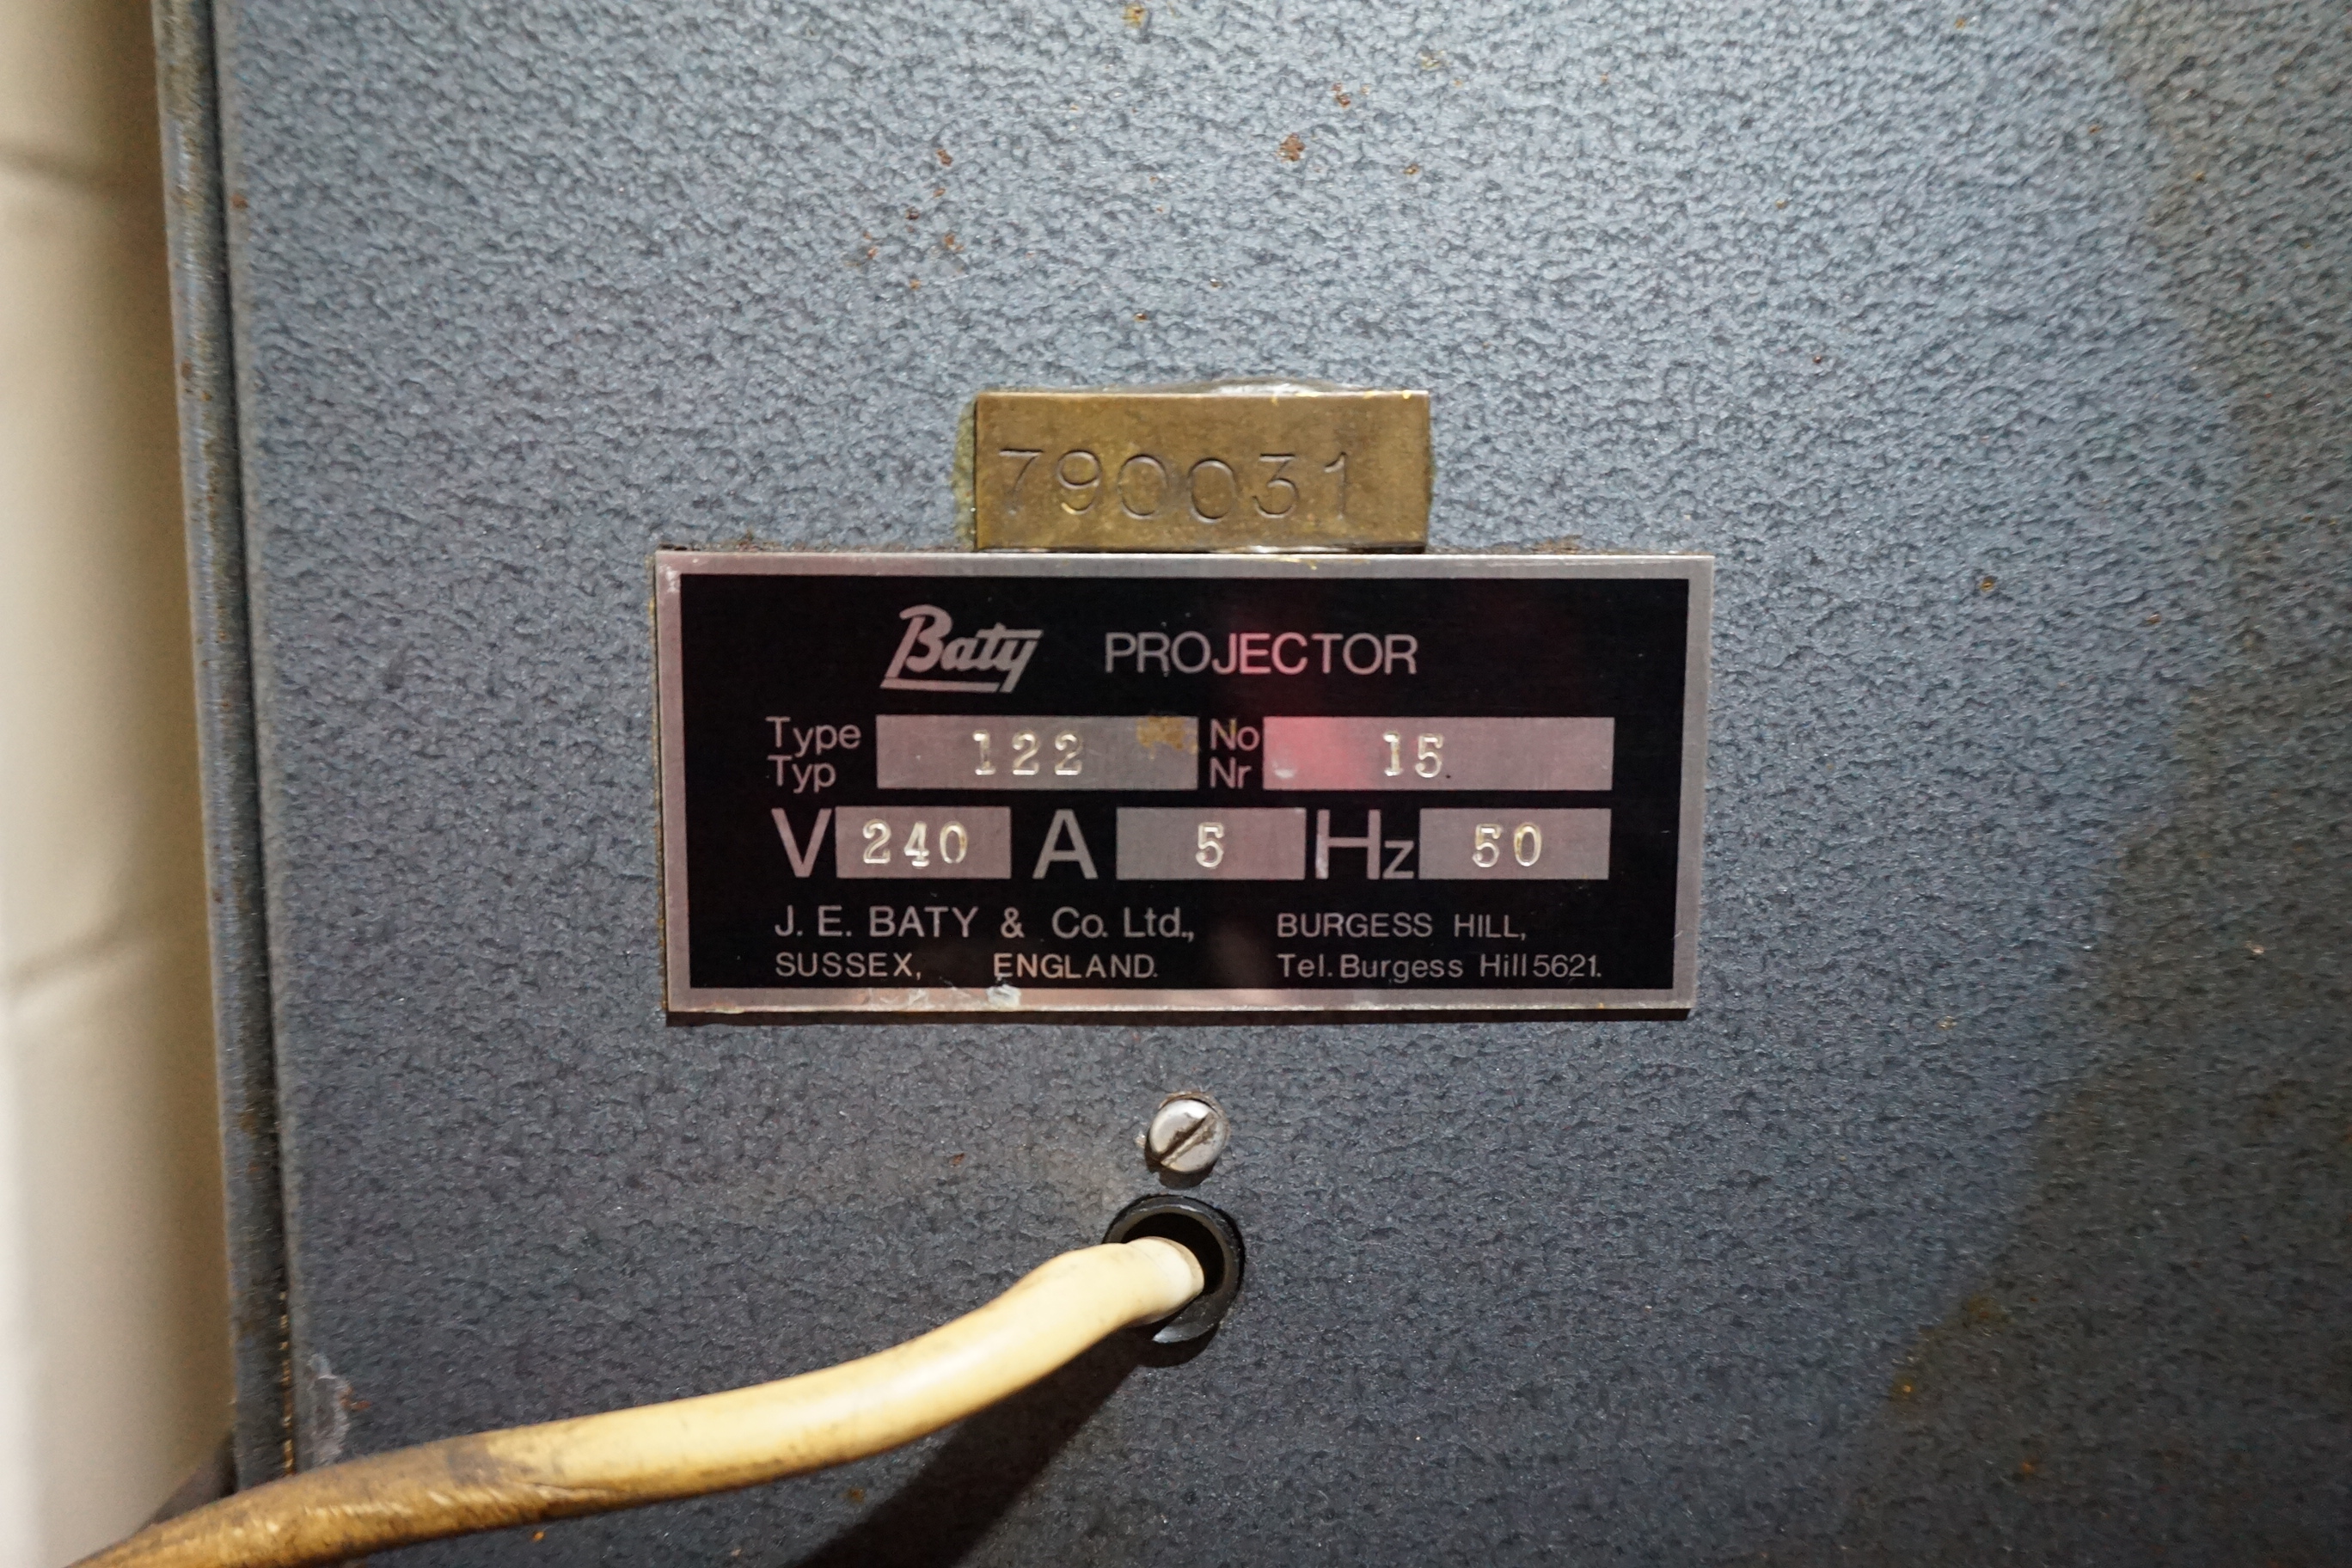 790031
Baty PROJECTOR
Type 122 No 15
Typ Nr
V 240 A 5 Hz 50
J. E. BATY & Co. Ltd., BURGESS HILL,
SUSSEX, ENGLAND. Tel. Burgess Hill 5621.